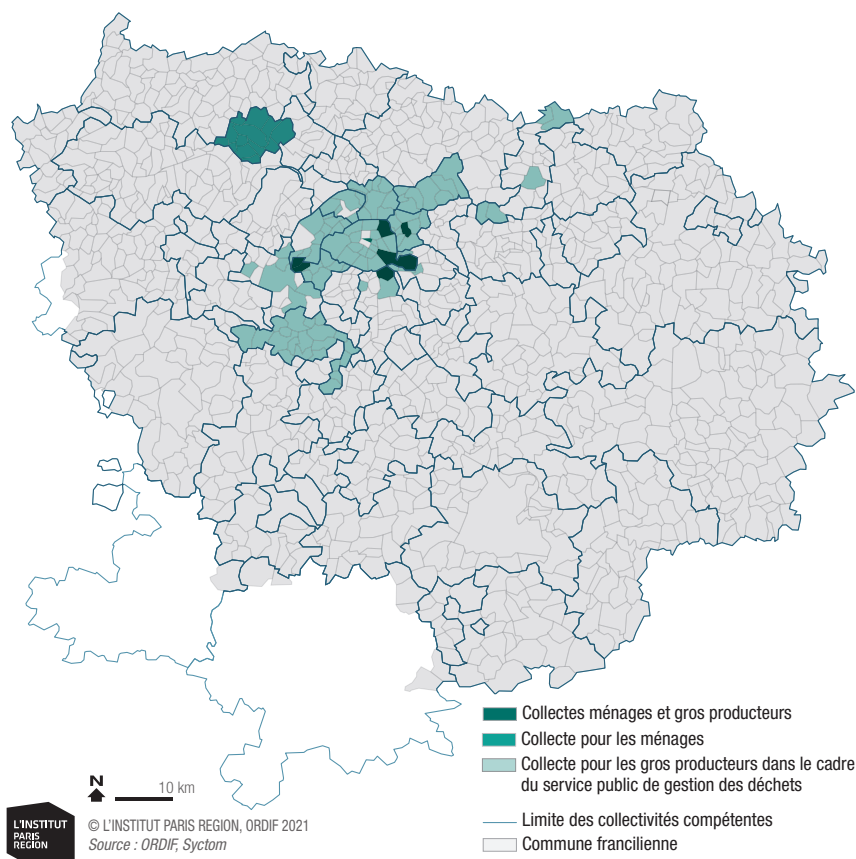 Collectes ménages et gros producteurs
Collecte pour les ménages
Collecte pour les gros producteurs dans le cadre
du service public de gestion des déchets
Limite des collectivités compétentes
Commune francilienne
N
10 km
L'INSTITUT
PARIS
REGION
© L'INSTITUT PARIS REGION, ORDIF 2021
Source : ORDIF, Syctom